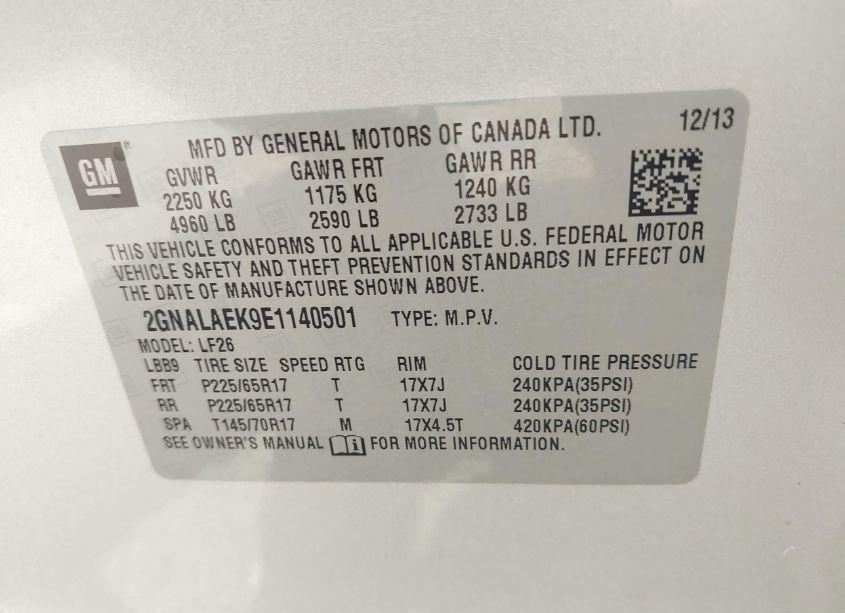 MFD BY GENERAL MOTORS OF CANADA LTD. 12/13
GM®
GVWR GAWR FRT GAWR RR
2250 KG 1175 KG 1240 KG
4960 LB 2590 LB 2733 LB
THIS VEHICLE CONFORMS TO ALL APPLICABLE U.S. FEDERAL MOTOR
VEHICLE SAFETY AND THEFT PREVENTION STANDARDS IN EFFECT ON
THE DATE OF MANUFACTURE SHOWN ABOVE.
2GNALAEK9E1140501 TYPE: M.P.V.
MODEL: LF26
LBB9 TIRE SIZE SPEED RTG RIM COLD TIRE PRESSURE
FRT P225/65R17 T 17X7J 240KPA(35PSI)
RR P225/65R17 T 17X7J 240KPA(35PSI)
SPA T145/70R17 M 17X4.5T 420KPA(60PSI)
SEE OWNER'S MANUAL i FOR MORE INFORMATION.